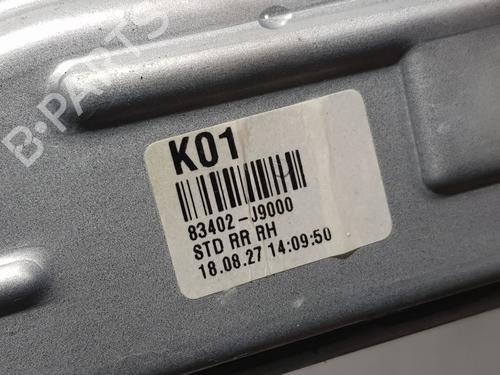 B-PARTS
K01
83402-J9000
STD RR RH
18.08.27 14:09:50